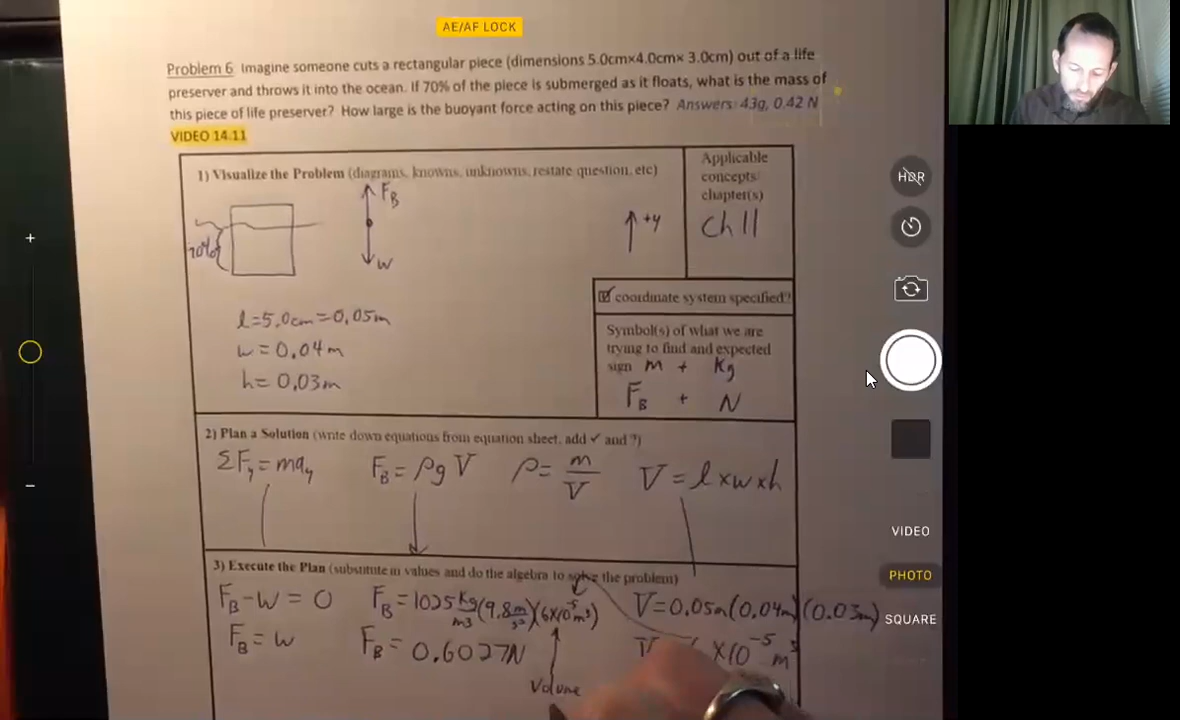 AE/AF LOCK
Problem 6: Imagine someone cuts a rectangular piece (dimensions 5.0cm×4.0cm× 3.0cm) out of a life
preserver and throws it into the ocean. If 70% of the piece is submerged as it floats, what is the mass of
this piece of life preserver? How large is the buoyant force acting on this piece? Answers: 43g, 0.42 N
VIDEO 14.11
1) Visualize the Problem (diagrams, knowns, unknowns, restate question, etc)
Applicable
concepts
chapter(s)
Ch 11
F_B
70%
W
+y
l=5.0cm=0.05m
w=0.04m
h=0.03m
coordinate system specified?
Symbol(s) of what we are
trying to find and expected
sign m + Kg
F_B + N
2) Plan a Solution (write down equations from equation sheet, add ✓ and ?)
ΣF_y=ma_y F_B=ρgV ρ=m/V V=l×w×h
3) Execute the Plan (substitute in values and do the algebra to solve the problem)
F_B-W=0 F_B=1025kg/m3(9.8m/s²)(6×10⁻⁵m³) V=0.05m(0.04m)(0.03m)
F_B=W F_B=0.6027N ×10⁻⁵m³
Volume
HDR
VIDEO
PHOTO
SQUARE